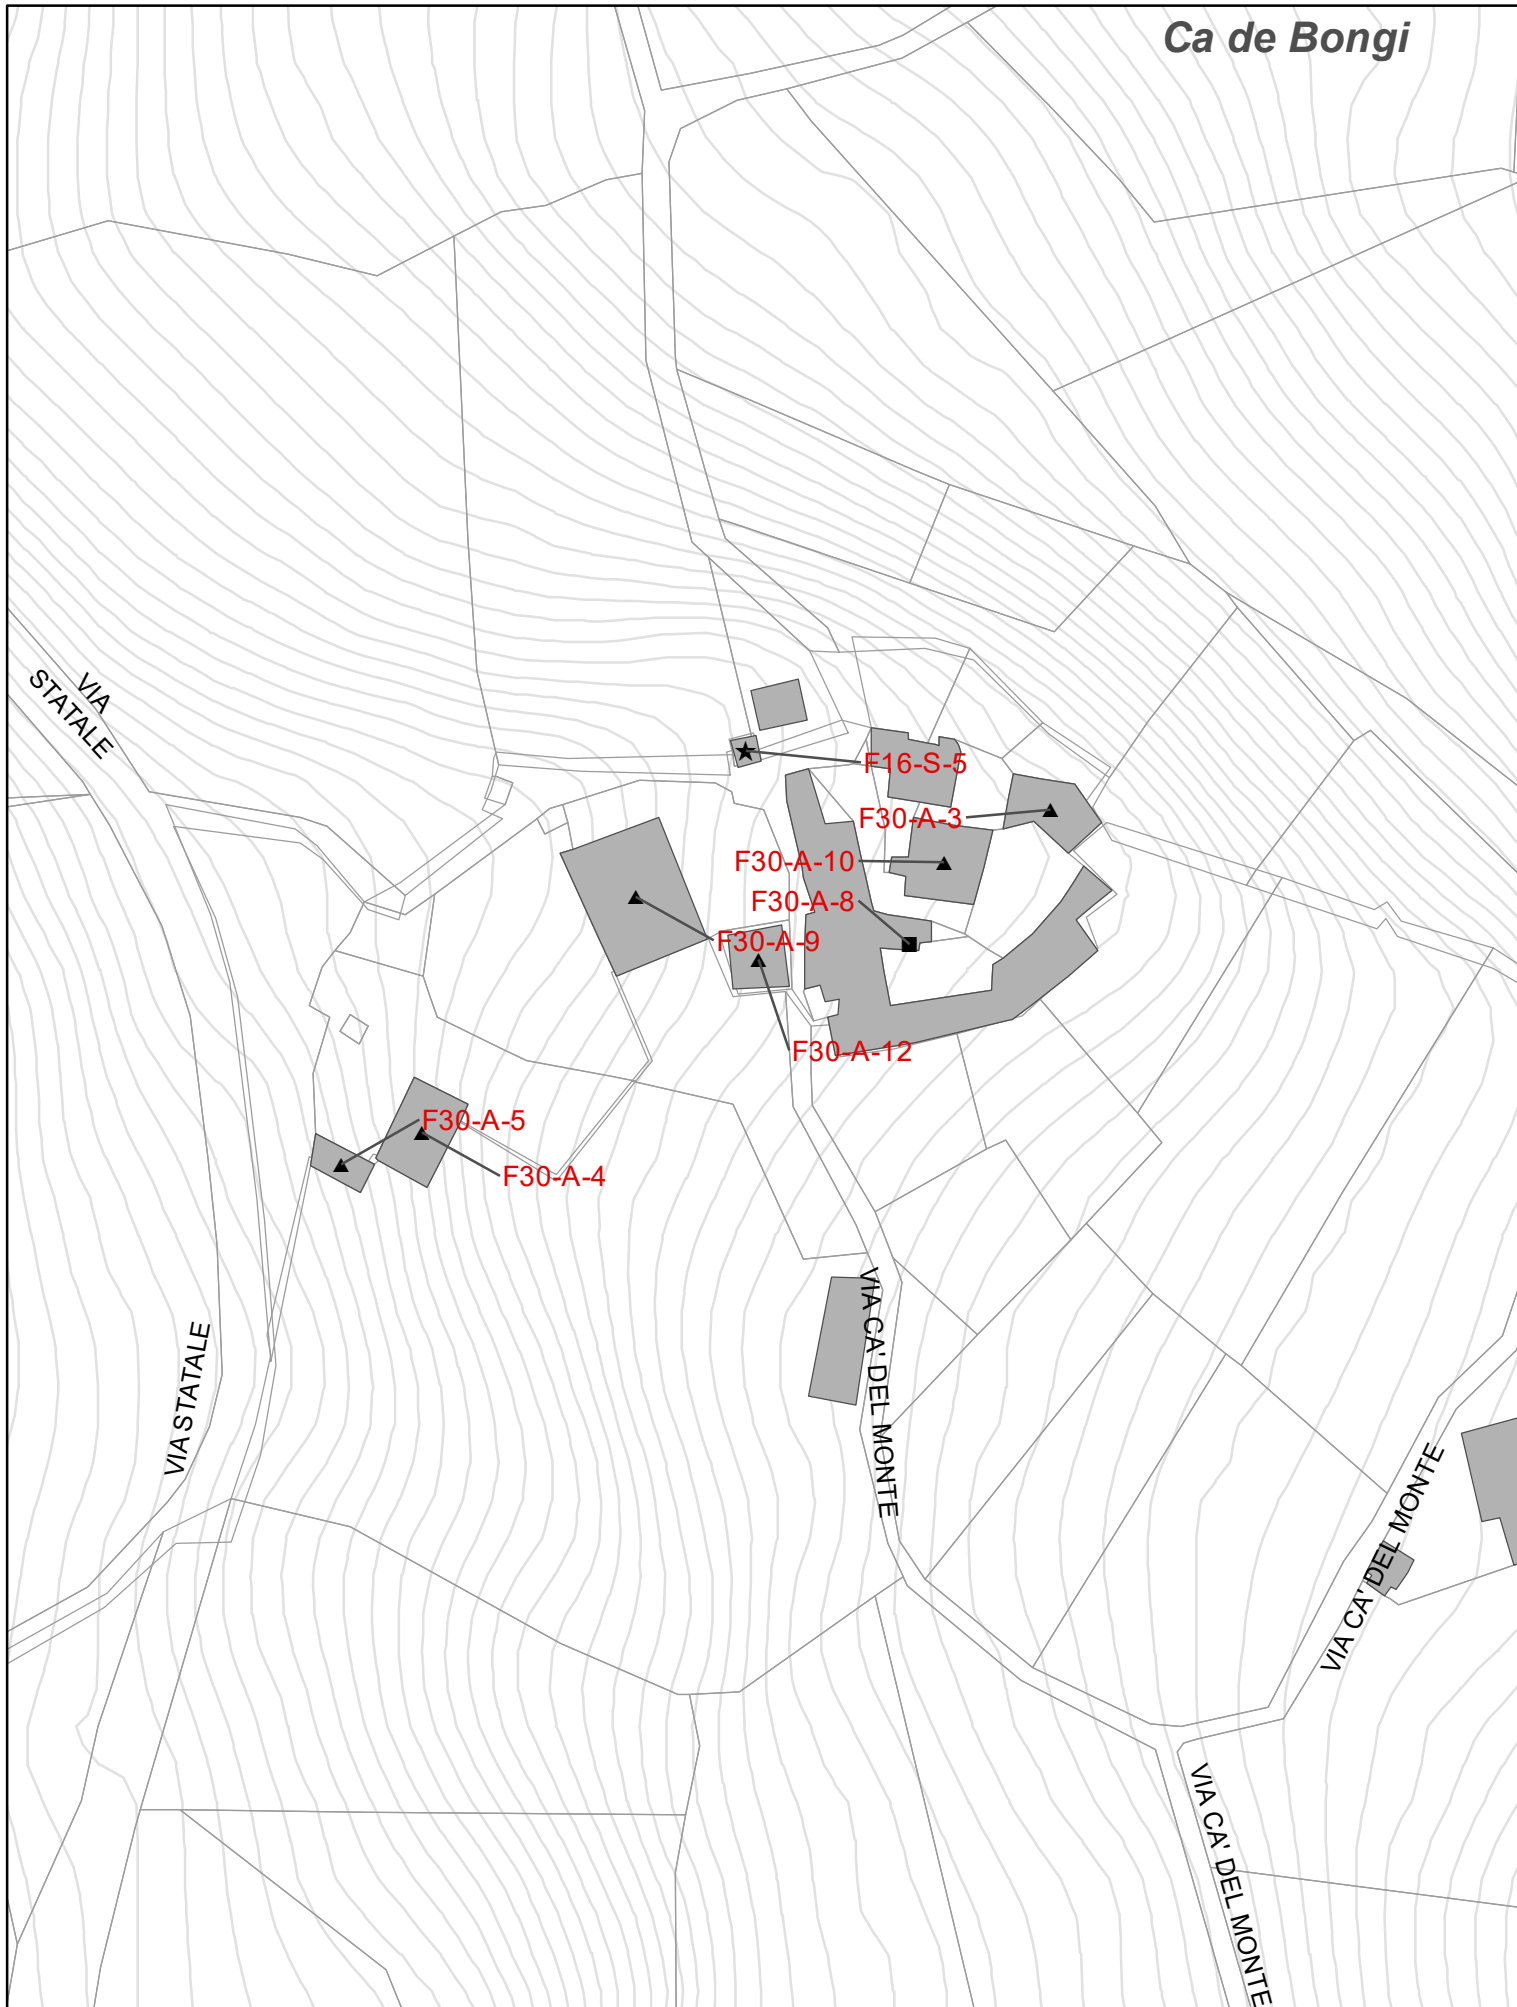 Ca de Bongi
VIA
STATALE
F16-S-5
F30-A-3
F30-A-10
F30-A-8
F30-A-9
F30-A-12
F30-A-5
F30-A-4
VIA CA' DEL MONTE
VIA STATALE
VIA CA' DEL MONTE
VIA CA' DEL MONTE